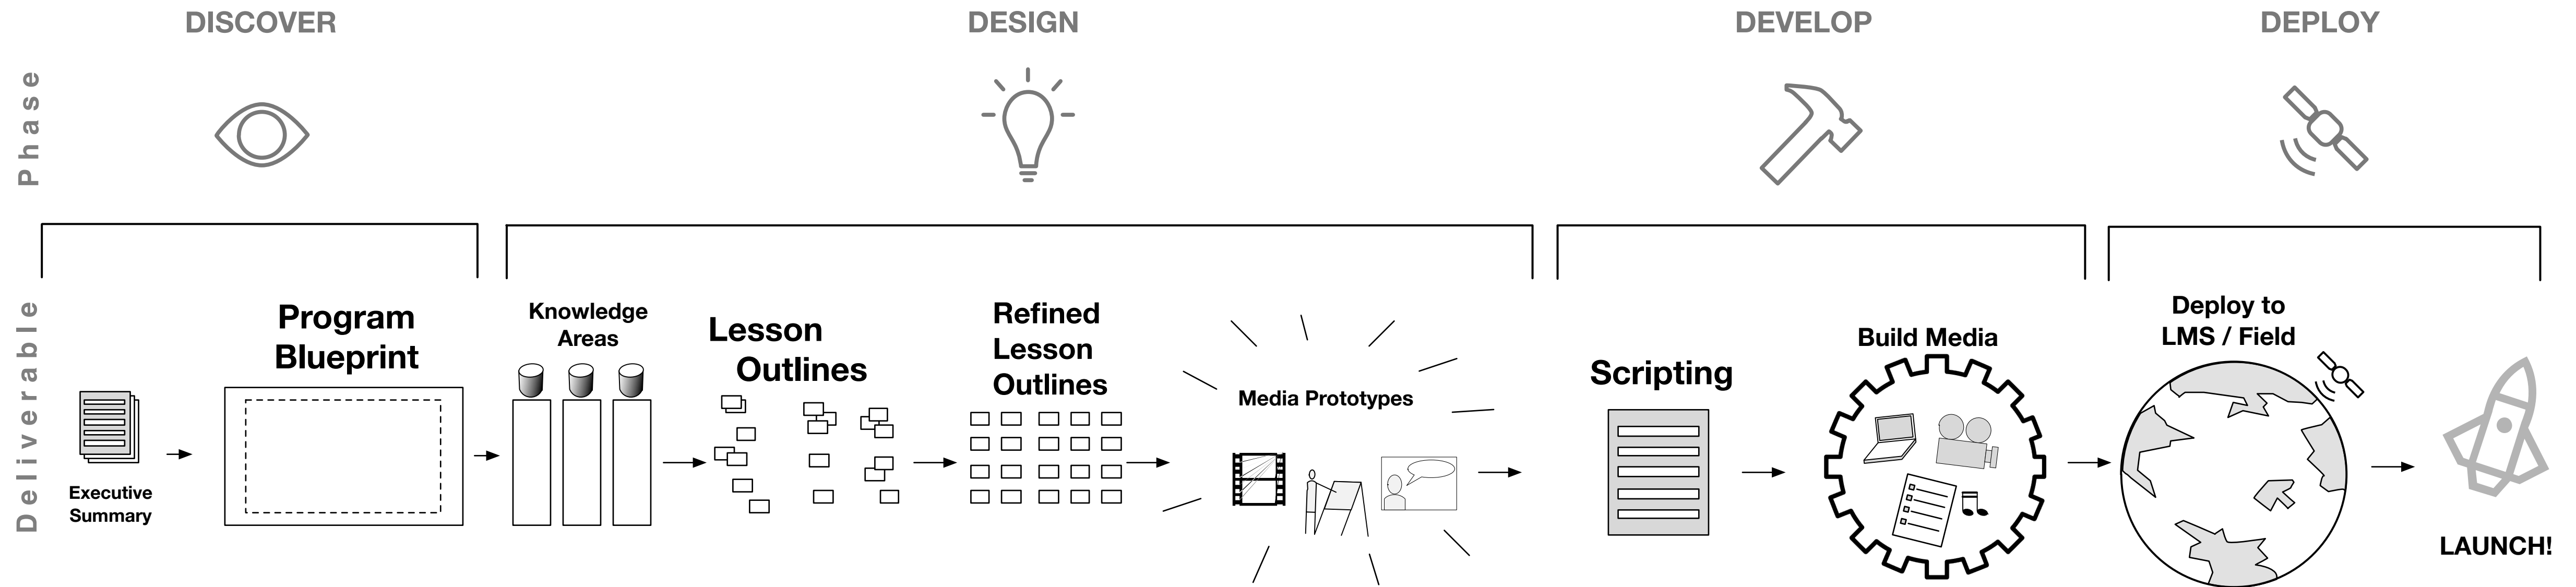 DISCOVER
DESIGN
DEVELOP
DEPLOY
Phase
Deliverable
Executive
Summary
Program
Blueprint
Knowledge
Areas
Lesson
Outlines
Refined
Lesson
Outlines
Media Prototypes
Scripting
Build Media
Deploy to
LMS / Field
LAUNCH!